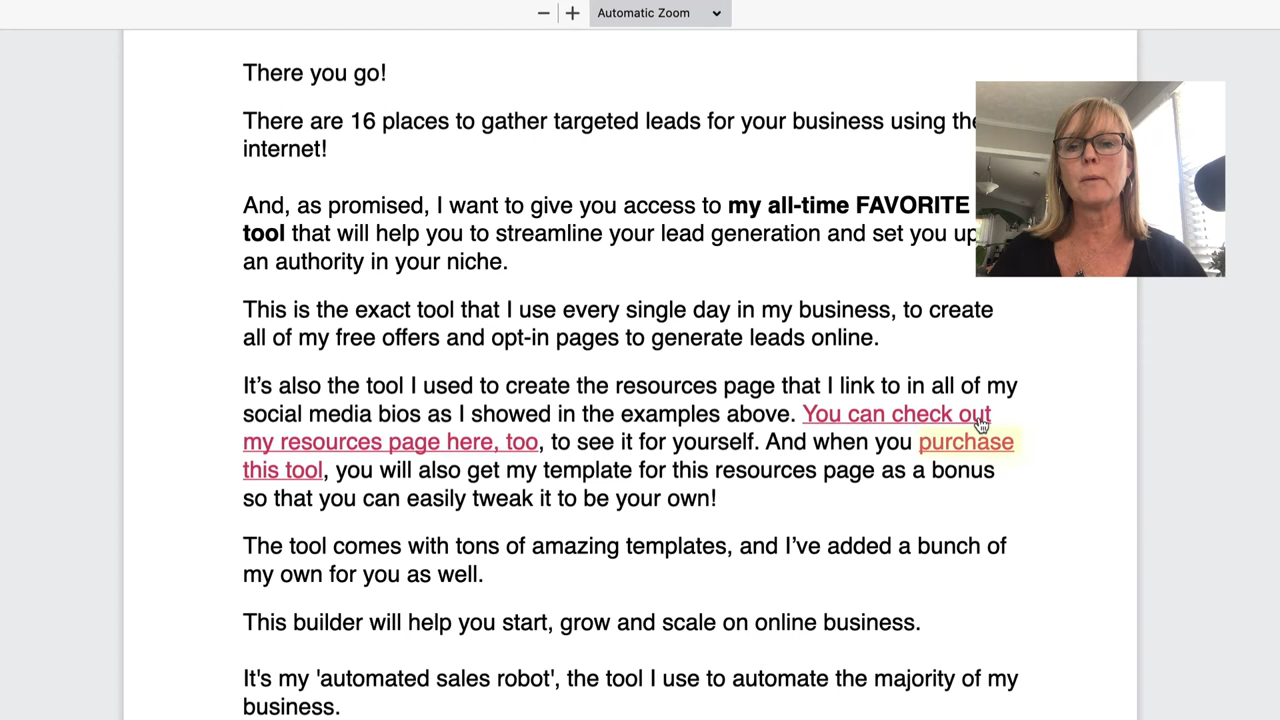 Automatic Zoom
There you go!
There are 16 places to gather targeted leads for your business using the
internet!
And, as promised, I want to give you access to my all-time FAVORITE
tool that will help you to streamline your lead generation and set you up
an authority in your niche.
This is the exact tool that I use every single day in my business, to create
all of my free offers and opt-in pages to generate leads online.
It’s also the tool I used to create the resources page that I link to in all of my
social media bios as I showed in the examples above. You can check out
my resources page here, too, to see it for yourself. And when you purchase
this tool, you will also get my template for this resources page as a bonus
so that you can easily tweak it to be your own!
The tool comes with tons of amazing templates, and I’ve added a bunch of
my own for you as well.
This builder will help you start, grow and scale on online business.
It's my 'automated sales robot', the tool I use to automate the majority of my
business.